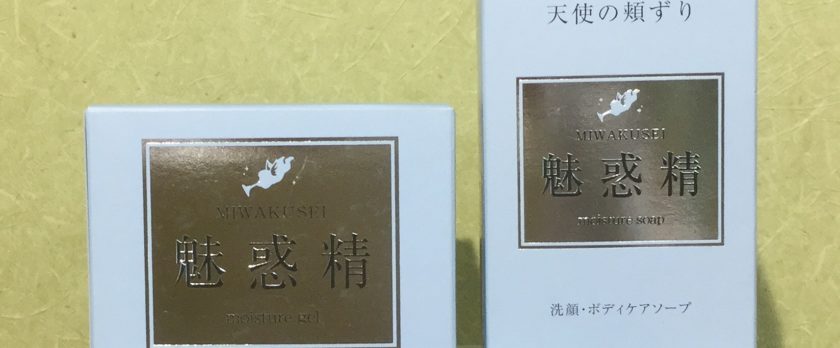 MIWAKUSEI
魅惑精
moisture gel
天使の頬ずり
MIWAKUSEI
魅惑精
moisture soap
洗顔・ボディケアソープ